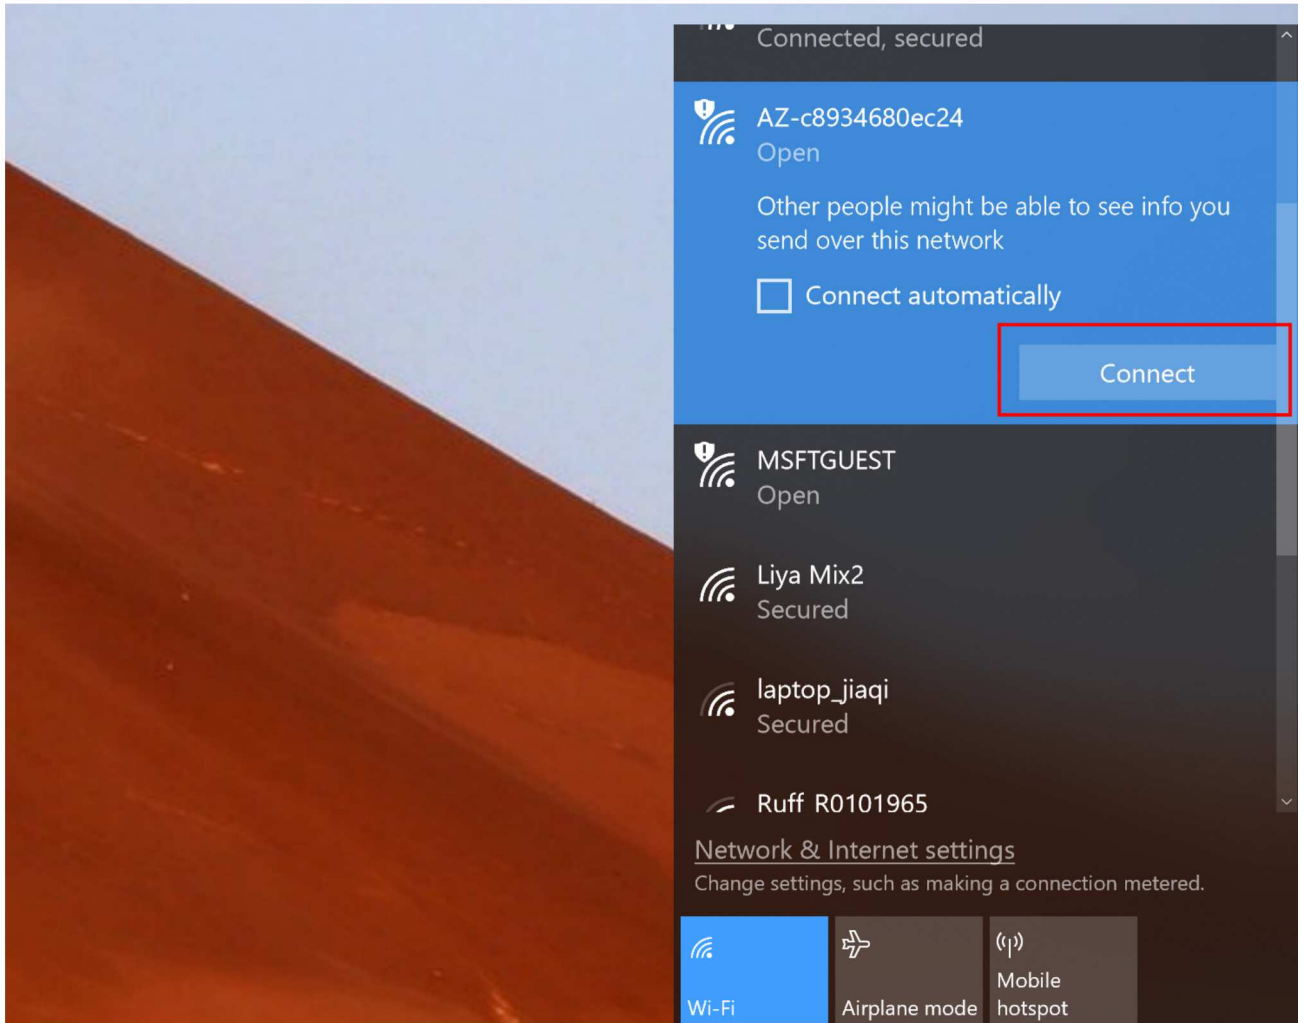 Connected, secured
AZ-c8934680ec24
Open
Other people might be able to see info you
send over this network
Connect automatically
Connect
MSFTGUEST
Open
Liya Mix2
Secured
laptop_jiaqi
Secured
Ruff_R0101965
Network & Internet settings
Change settings, such as making a connection metered.
Wi-Fi
Airplane mode
Mobile
hotspot